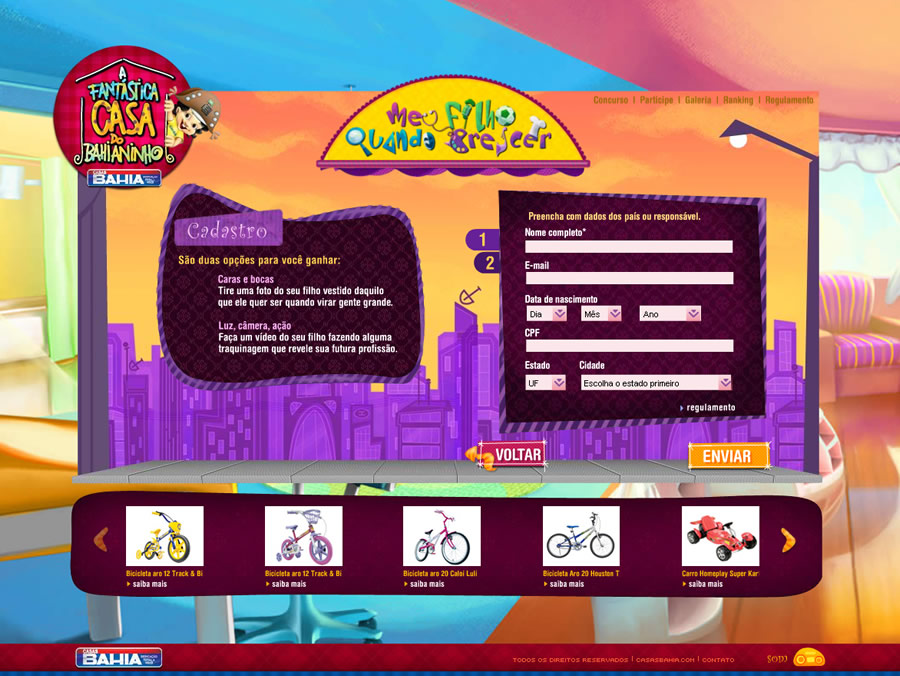 A
FANTÁSTICA
CASA
DO
BAHIANINHO
CASAS
BAHIA
Meu Filho
Quando Crescer
Concurso | Participe | Galeria | Ranking | Regulamento
Cadastro
São duas opções para você ganhar:
Caras e bocas
Tire uma foto do seu filho vestido daquilo
que ele quer ser quando virar gente grande.
Luz, câmera, ação
Faça um vídeo do seu filho fazendo alguma
traquinagem que revele sua futura profissão.
1
2
Preencha com dados dos país ou responsável.
Nome completo*
E-mail
Data de nascimento
Dia Mês Ano
CPF
Estado Cidade
UF Escolha o estado primeiro
regulamento
VOLTAR
ENVIAR
Bicicleta aro 12 Track & Bi
saiba mais
Bicicleta aro 12 Track & Bi
saiba mais
Bicicleta aro 20 Caloi Luli
saiba mais
Bicicleta Aro 20 Houston T
saiba mais
Carro Homeplay Super Kar
saiba mais
CASAS
BAHIA
TODOS OS DIREITOS RESERVADOS | CASASBAHIA.COM | CONTATO
som